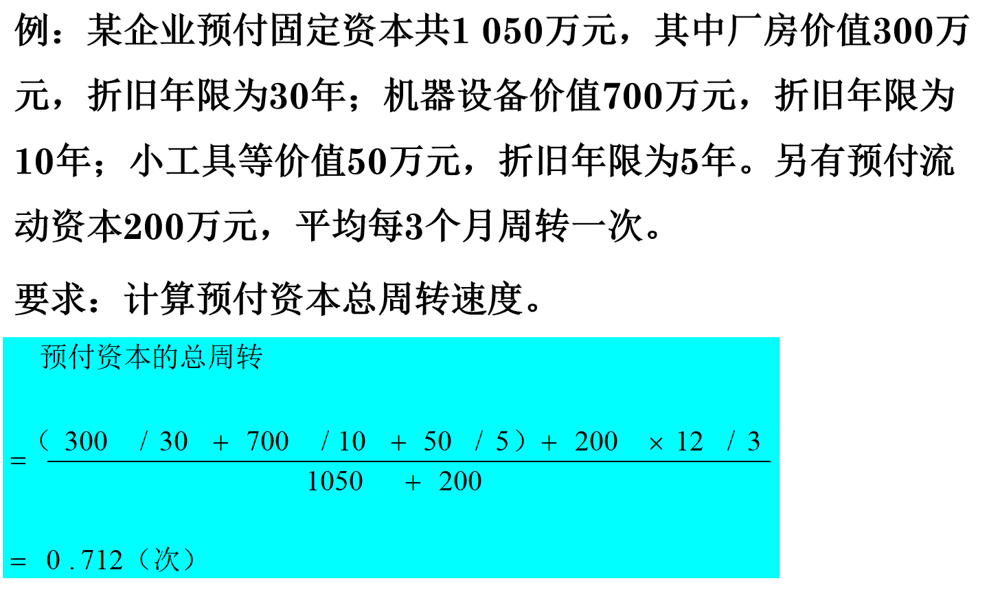 例：某企业预付固定资本共1 050万元，其中厂房价值300万
元，折旧年限为30年；机器设备价值700万元，折旧年限为
10年；小工具等价值50万元，折旧年限为5年。另有预付流
动资本200万元，平均每3个月周转一次。
要求：计算预付资本总周转速度。
预付资本的总周转
=（300 / 30 + 700 / 10 + 50 / 5）+ 200 × 12 / 3
1050 + 200
= 0.712（次）